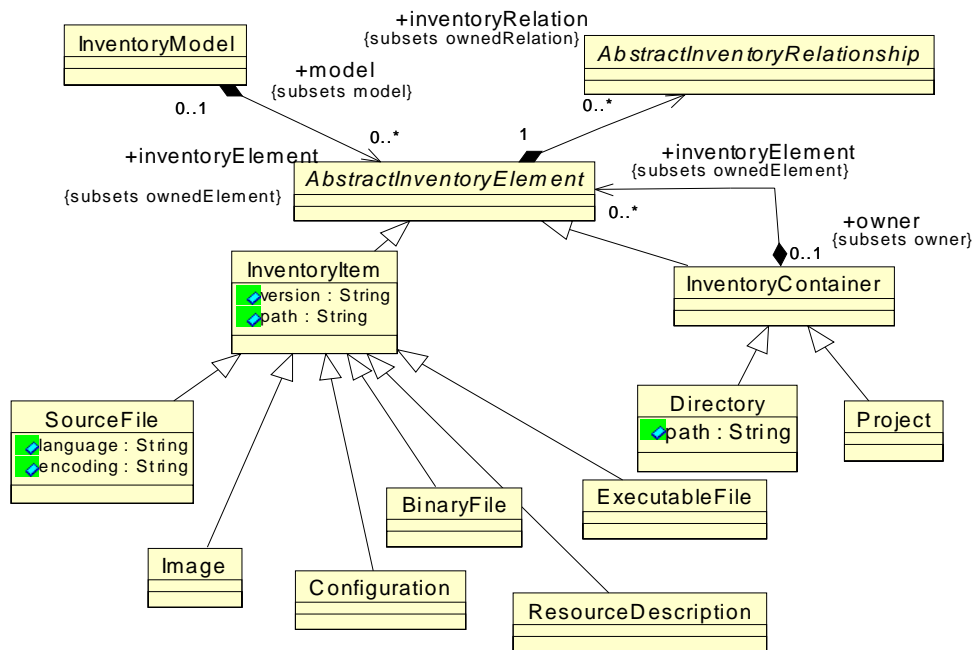 +inventoryRelation
{subsets ownedRelation}
InventoryModel
AbstractInventoryRelationship
+model
{subsets model}
0..1
0..*
0..*
1
+inventoryElement
{subsets ownedElement}
AbstractInventoryElement
+inventoryElement
{subsets ownedElement}
0..*
+owner
{subsets owner}
0..1
InventoryItem
version : String
path : String
InventoryContainer
SourceFile
language : String
encoding : String
Directory
path : String
Project
BinaryFile
ExecutableFile
Image
Configuration
ResourceDescription